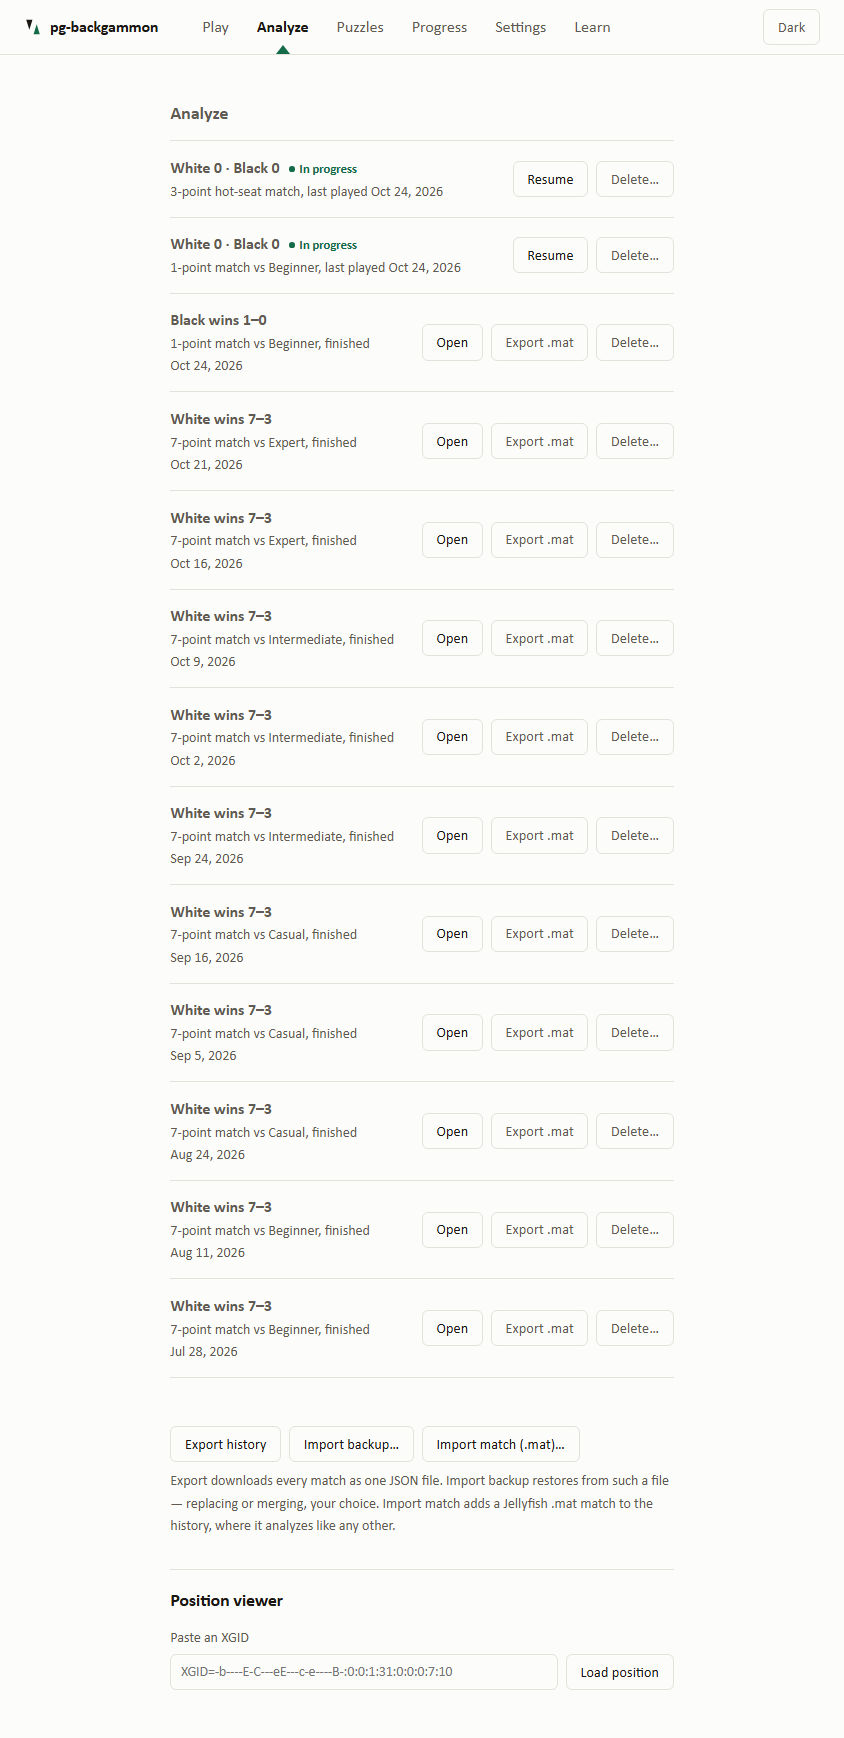 pg-backgammon Play Analyze Puzzles Progress Settings Learn Dark
Analyze
White 0 · Black 0 In progress
3-point hot-seat match, last played Oct 24, 2026
Resume Delete...
White 0 · Black 0 In progress
1-point match vs Beginner, last played Oct 24, 2026
Resume Delete...
Black wins 1–0
1-point match vs Beginner, finished
Oct 24, 2026
Open Export .mat Delete...
White wins 7–3
7-point match vs Expert, finished
Oct 21, 2026
Open Export .mat Delete...
White wins 7–3
7-point match vs Expert, finished
Oct 16, 2026
Open Export .mat Delete...
White wins 7–3
7-point match vs Intermediate, finished
Oct 9, 2026
Open Export .mat Delete...
White wins 7–3
7-point match vs Intermediate, finished
Oct 2, 2026
Open Export .mat Delete...
White wins 7–3
7-point match vs Intermediate, finished
Sep 24, 2026
Open Export .mat Delete...
White wins 7–3
7-point match vs Casual, finished
Sep 16, 2026
Open Export .mat Delete...
White wins 7–3
7-point match vs Casual, finished
Sep 5, 2026
Open Export .mat Delete...
White wins 7–3
7-point match vs Casual, finished
Aug 24, 2026
Open Export .mat Delete...
White wins 7–3
7-point match vs Beginner, finished
Aug 11, 2026
Open Export .mat Delete...
White wins 7–3
7-point match vs Beginner, finished
Jul 28, 2026
Open Export .mat Delete...
Export history Import backup... Import match (.mat)...
Export downloads every match as one JSON file. Import backup restores from such a file
— replacing or merging, your choice. Import match adds a Jellyfish .mat match to the
history, where it analyzes like any other.
Position viewer
Paste an XGID
XGID=-b----E-C---eE---c-e----B-:0:0:1:31:0:0:0:7:10 Load position